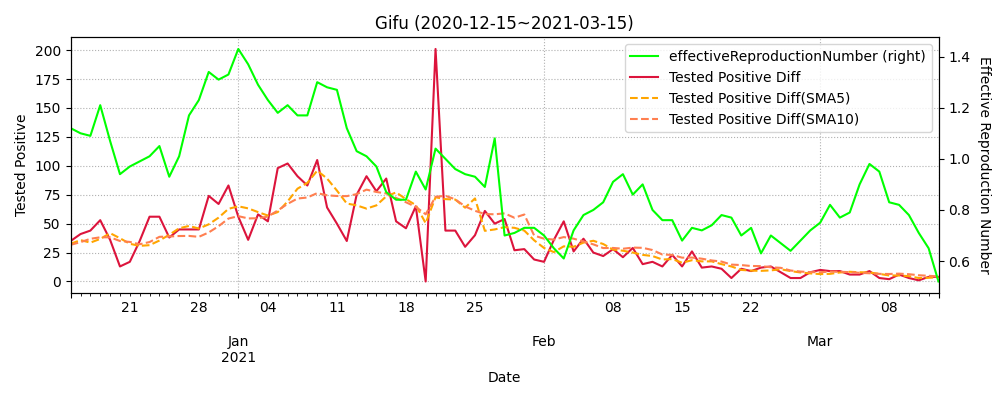 Gifu (2020-12-15~2021-03-15)
effectiveReproductionNumber (right)
Tested Positive Diff
Tested Positive Diff(SMA5)
Tested Positive Diff(SMA10)
Tested Positive
200
175
150
125
100
75
50
25
0
1.4
1.2
1.0
0.8
0.6
Effective Reproduction Number
21 28 04 11 18 25 08 15 22 08
Jan Feb Mar
2021
Date